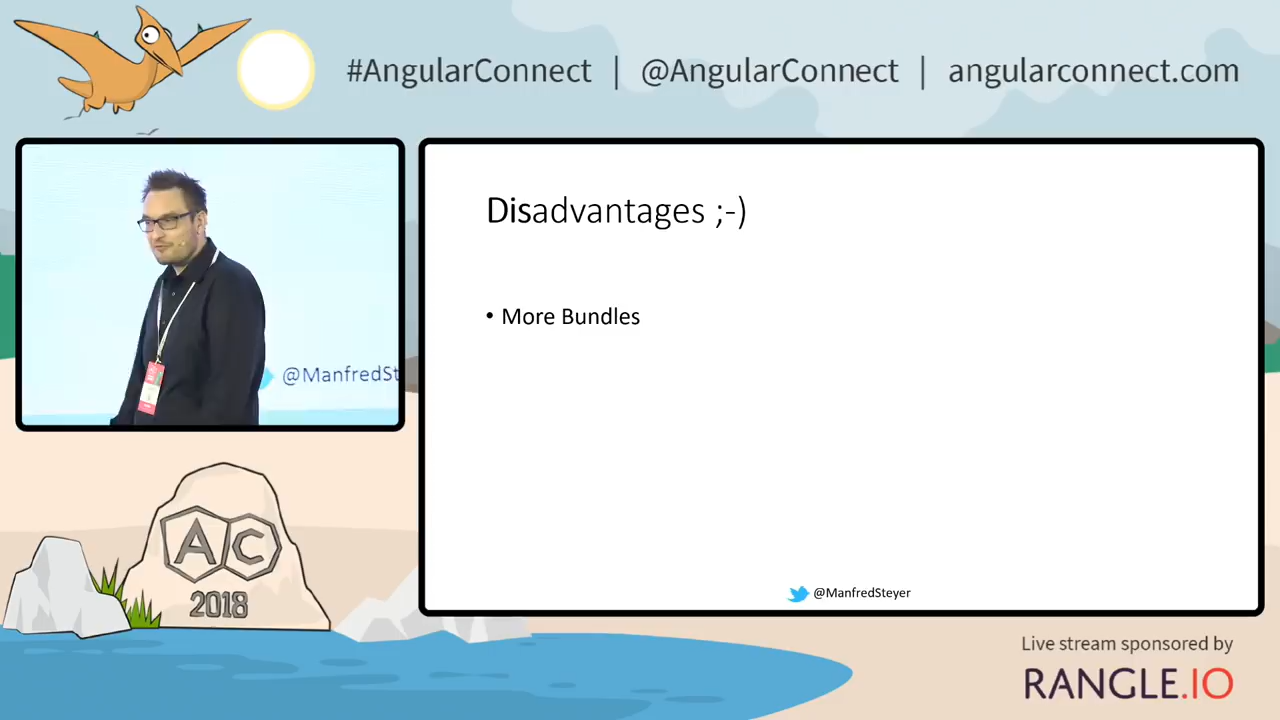 #AngularConnect | @AngularConnect | angularconnect.com
Disadvantages ;-)
• More Bundles
@ManfredSt
@ManfredSteyer
AC
2018
Live stream sponsored by
RANGLE.IO